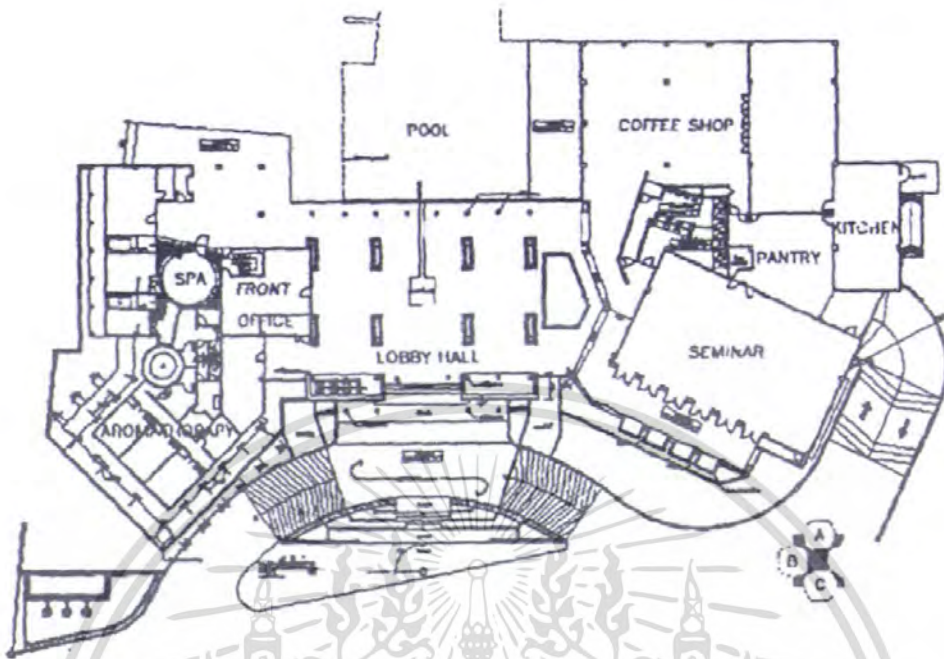 POOL
COFFEE SHOP
KITCHEN
PANTRY
SPA
FRONT
OFFICE
LOBBY HALL
SEMINAR
AROMATHERAPY
A
B
C